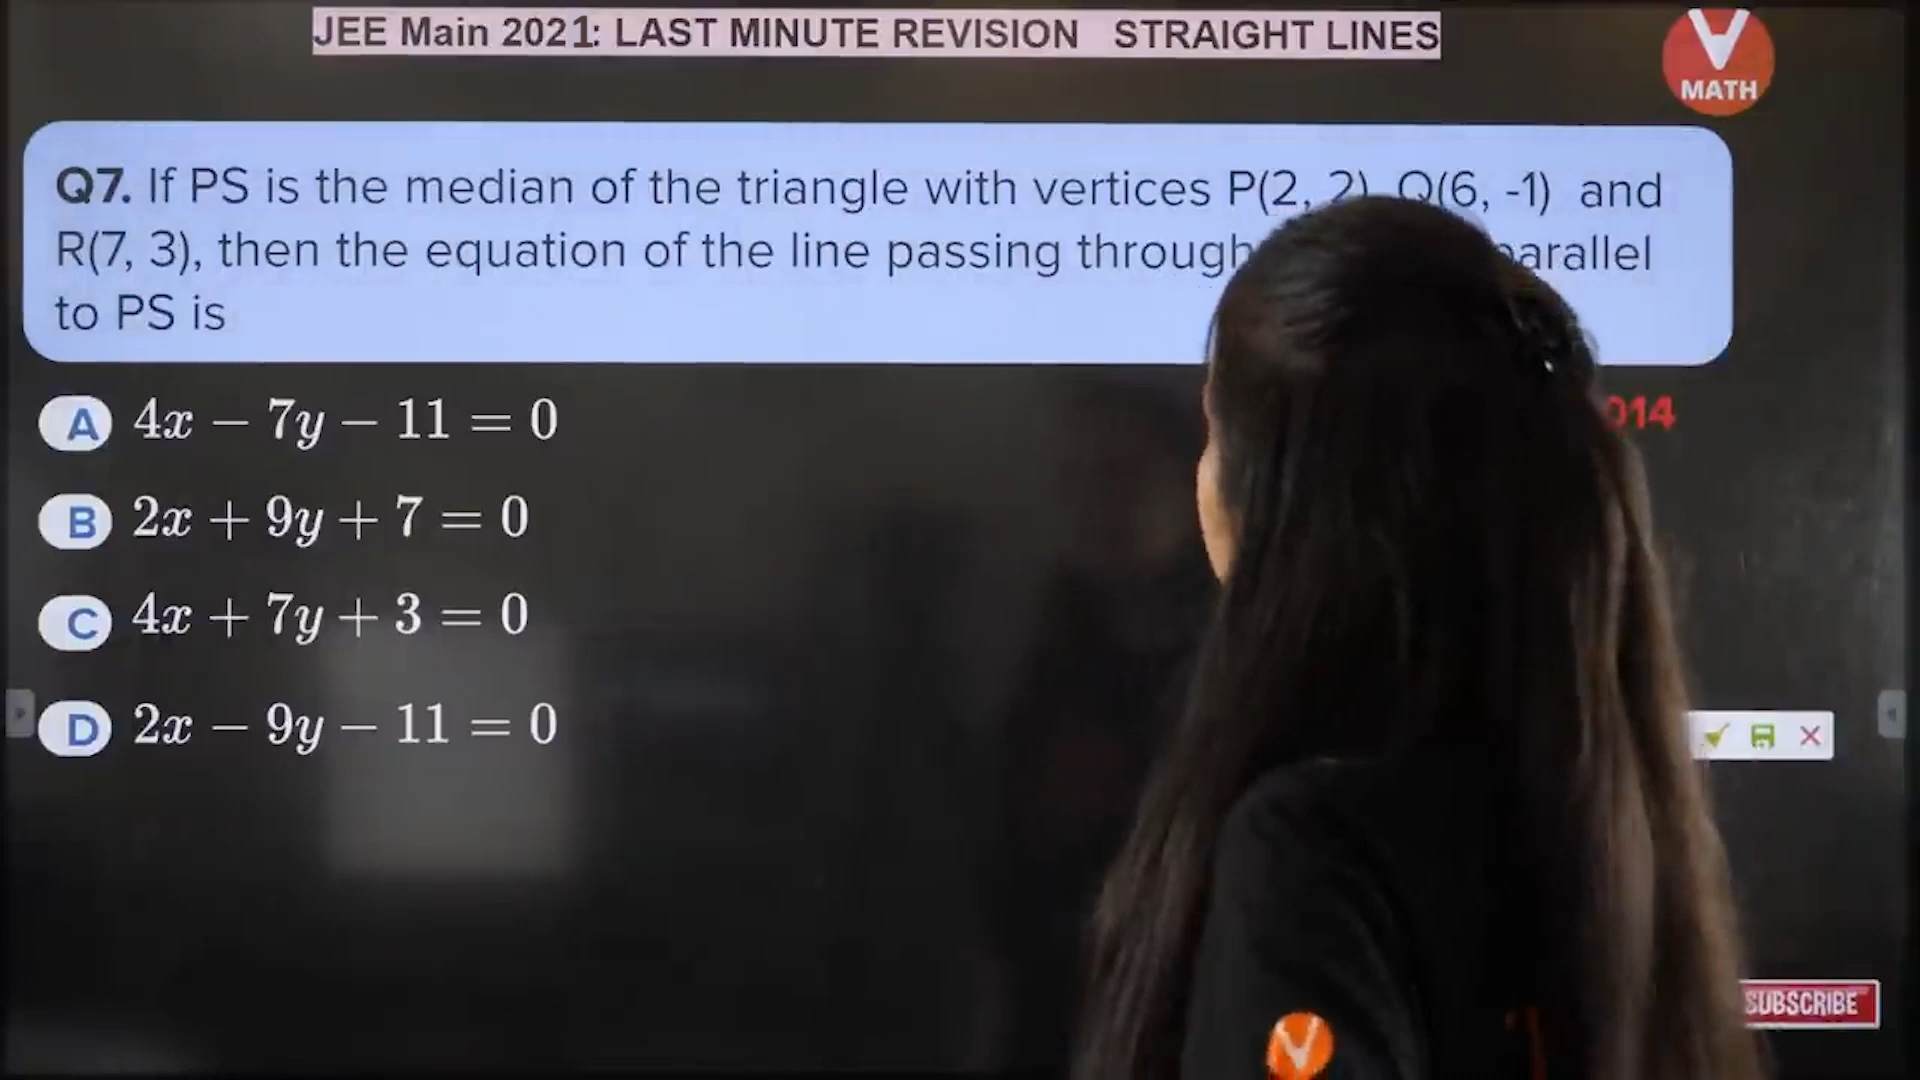 JEE Main 2021: LAST MINUTE REVISION STRAIGHT LINES
MATH
Q7. If PS is the median of the triangle with vertices P(2, 2), Q(6, -1) and
R(7, 3), then the equation of the line passing through parallel
to PS is
A 4x − 7y − 11 = 0
014
B 2x + 9y + 7 = 0
C 4x + 7y + 3 = 0
D 2x − 9y − 11 = 0
SUBSCRIBE